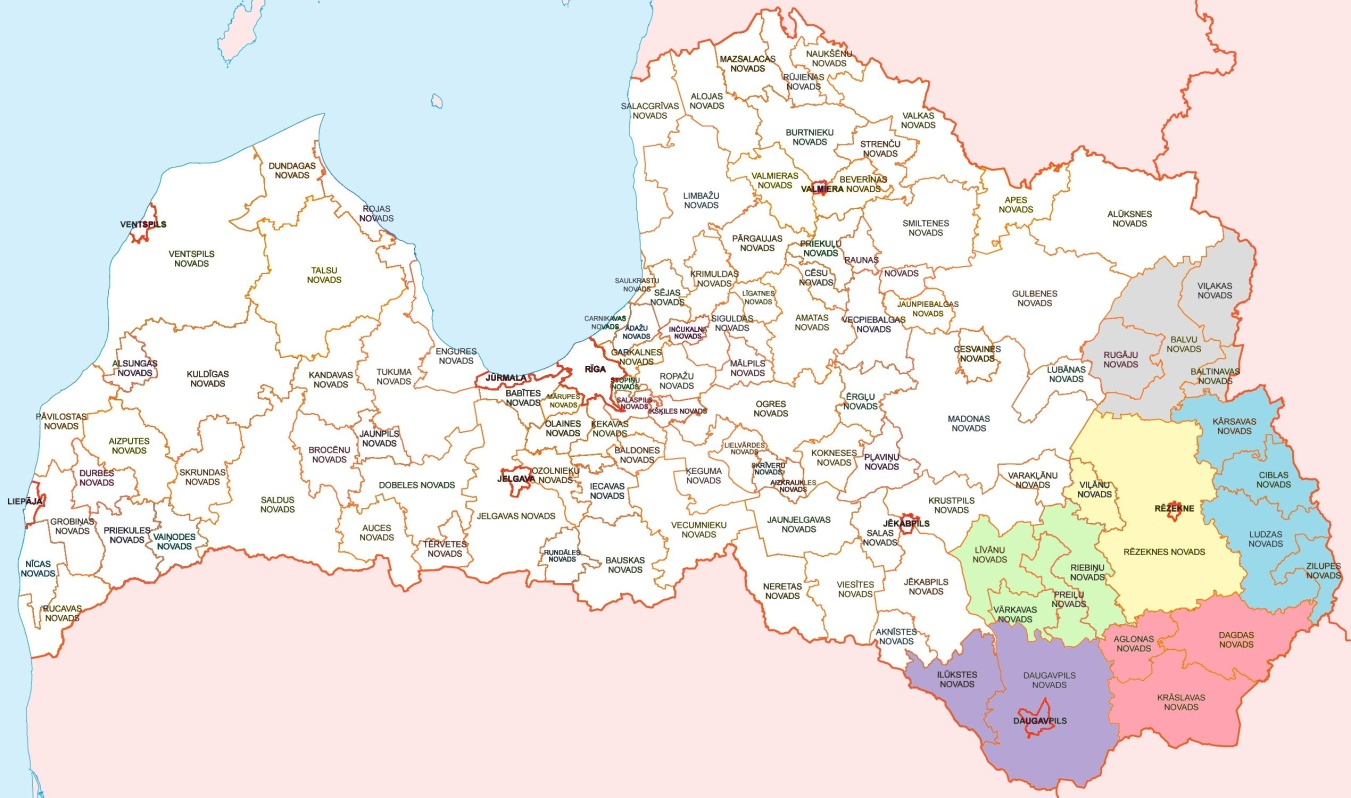 MAZSALACAS
NOVADS
NAUKŠĒNU
NOVADS
RŪJIENAS
NOVADS
ALOJAS
NOVADS
SALACGRĪVAS
NOVADS
VALKAS
NOVADS
BURTNIEKU
NOVADS
STRENČU
NOVADS
DUNDAGAS
NOVADS
VALMIERAS
NOVADS
VALMIERA
BEVERĪNAS
NOVADS
LIMBAŽU
NOVADS
APES
NOVADS
ALŪKSNES
NOVADS
ROJAS
NOVADS
VENTSPILS
SMILTENES
NOVADS
PĀRGAUJAS
NOVADS
PRIEKUĻU
NOVADS
VENTSPILS
NOVADS
RAUNAS
NOVADS
TALSU
NOVADS
KRIMULDAS
NOVADS
CĒSU
NOVADS
SAULKRASTU
NOVADS
SĒJAS
NOVADS
LĪGATNES
NOVADS
GULBENES
NOVADS
VIĻAKAS
NOVADS
JAUNPIEBALGAS
NOVADS
CARNIKAVAS
NOVADS
ĀDAŽU
NOVADS
INČUKALNA
NOVADS
SIGULDAS
NOVADS
AMATAS
NOVADS
VECPIEBALGAS
NOVADS
BALVU
NOVADS
RUGĀJU
NOVADS
GARKALNES
NOVADS
CESVAINES
NOVADS
ENGURES
NOVADS
ALSUNGAS
NOVADS
KULDĪGAS
NOVADS
KANDAVAS
NOVADS
TUKUMA
NOVADS
JŪRMALA
RĪGA
STOPIŅU
NOVADS
ROPAŽU
NOVADS
MĀLPILS
NOVADS
LUBĀNAS
NOVADS
BALTINAVAS
NOVADS
BABĪTES
NOVADS
MĀRUPES
NOVADS
SALASPILS
NOVADS
IKŠĶILES NOVADS
OGRES
NOVADS
ĒRGĻU
NOVADS
MADONAS
NOVADS
KĀRSAVAS
NOVADS
PĀVILOSTAS
NOVADS
AIZPUTES
NOVADS
JAUNPILS
NOVADS
OLAINES
NOVADS
ĶEKAVAS
NOVADS
BALDONES
NOVADS
BROCĒNU
NOVADS
LIELVĀRDES
NOVADS
KOKNESES
NOVADS
PĻAVIŅU
NOVADS
DURBES
NOVADS
SKRUNDAS
NOVADS
JELGAVA
OZOLNIEKU
NOVADS
ĶEGUMA
NOVADS
SKRĪVERU
NOVADS
AIZKRAUKLES
NOVADS
VARAKĻĀNU
NOVADS
VIĻĀNU
NOVADS
CIBLAS
NOVADS
DOBELES NOVADS
IECAVAS
NOVADS
LIEPĀJA
SALDUS
NOVADS
KRUSTPILS
NOVADS
RĒZEKNE
JELGAVAS NOVADS
GROBIŅAS
NOVADS
PRIEKULES
NOVADS
VAIŅODES
NOVADS
AUCES
NOVADS
VECUMNIEKU
NOVADS
JAUNJELGAVAS
NOVADS
JĒKABPILS
SALAS
NOVADS
LUDZAS
NOVADS
TĒRVETES
NOVADS
RUNDĀLES
NOVADS
BAUSKAS
NOVADS
LĪVĀNU
NOVADS
RĒZEKNES NOVADS
NĪCAS
NOVADS
RIEBIŅU
NOVADS
ZILUPES
NOVADS
NERETAS
NOVADS
VIESĪTES
NOVADS
JĒKABPILS
NOVADS
PREIĻU
NOVADS
RUCAVAS
NOVADS
VĀRKAVAS
NOVADS
AKNĪSTES
NOVADS
AGLONAS
NOVADS
DAGDAS
NOVADS
ILŪKSTES
NOVADS
DAUGAVPILS
NOVADS
KRĀSLAVAS
NOVADS
DAUGAVPILS